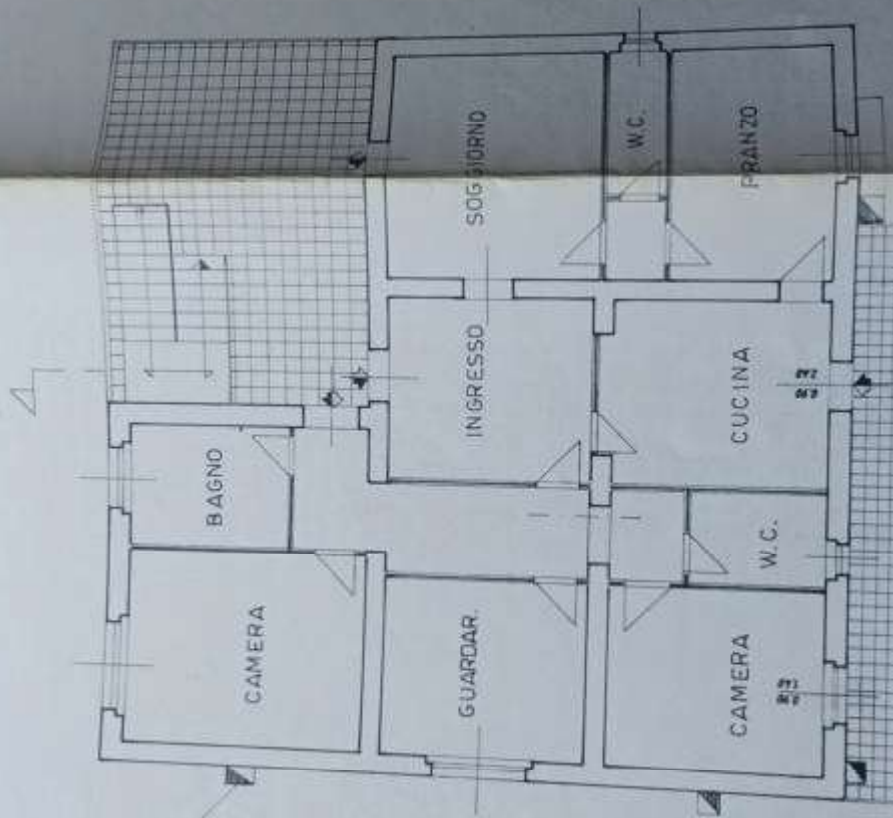 SOGGIORNO
W.C.
PRANZO
INGRESSO
CUCINA
BAGNO
W.C.
CAMERA
GUARDAR.
CAMERA